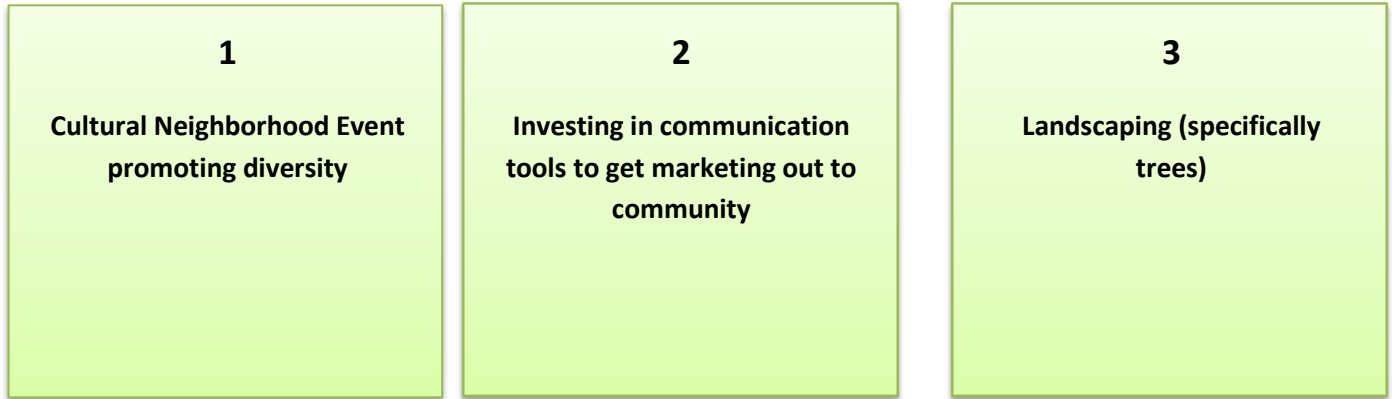 1
Cultural Neighborhood Event
promoting diversity
2
Investing in communication
tools to get marketing out to
community
3
Landscaping (specifically
trees)